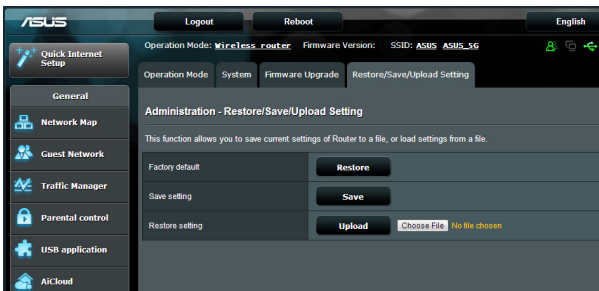 ASUS Logout Reboot English
Quick Internet Setup
Operation Mode: Wireless router Firmware Version: SSID: ASUS ASUS_5G
Operation Mode System Firmware Upgrade Restore/Save/Upload Setting
General
Network Map
Guest Network
Traffic Manager
Parental control
USB application
AiCloud
Administration - Restore/Save/Upload Setting
This function allows you to save current settings of Router to a file, or load settings from a file.
Factory default Restore
Save setting Save
Restore setting Upload Choose File No file chosen